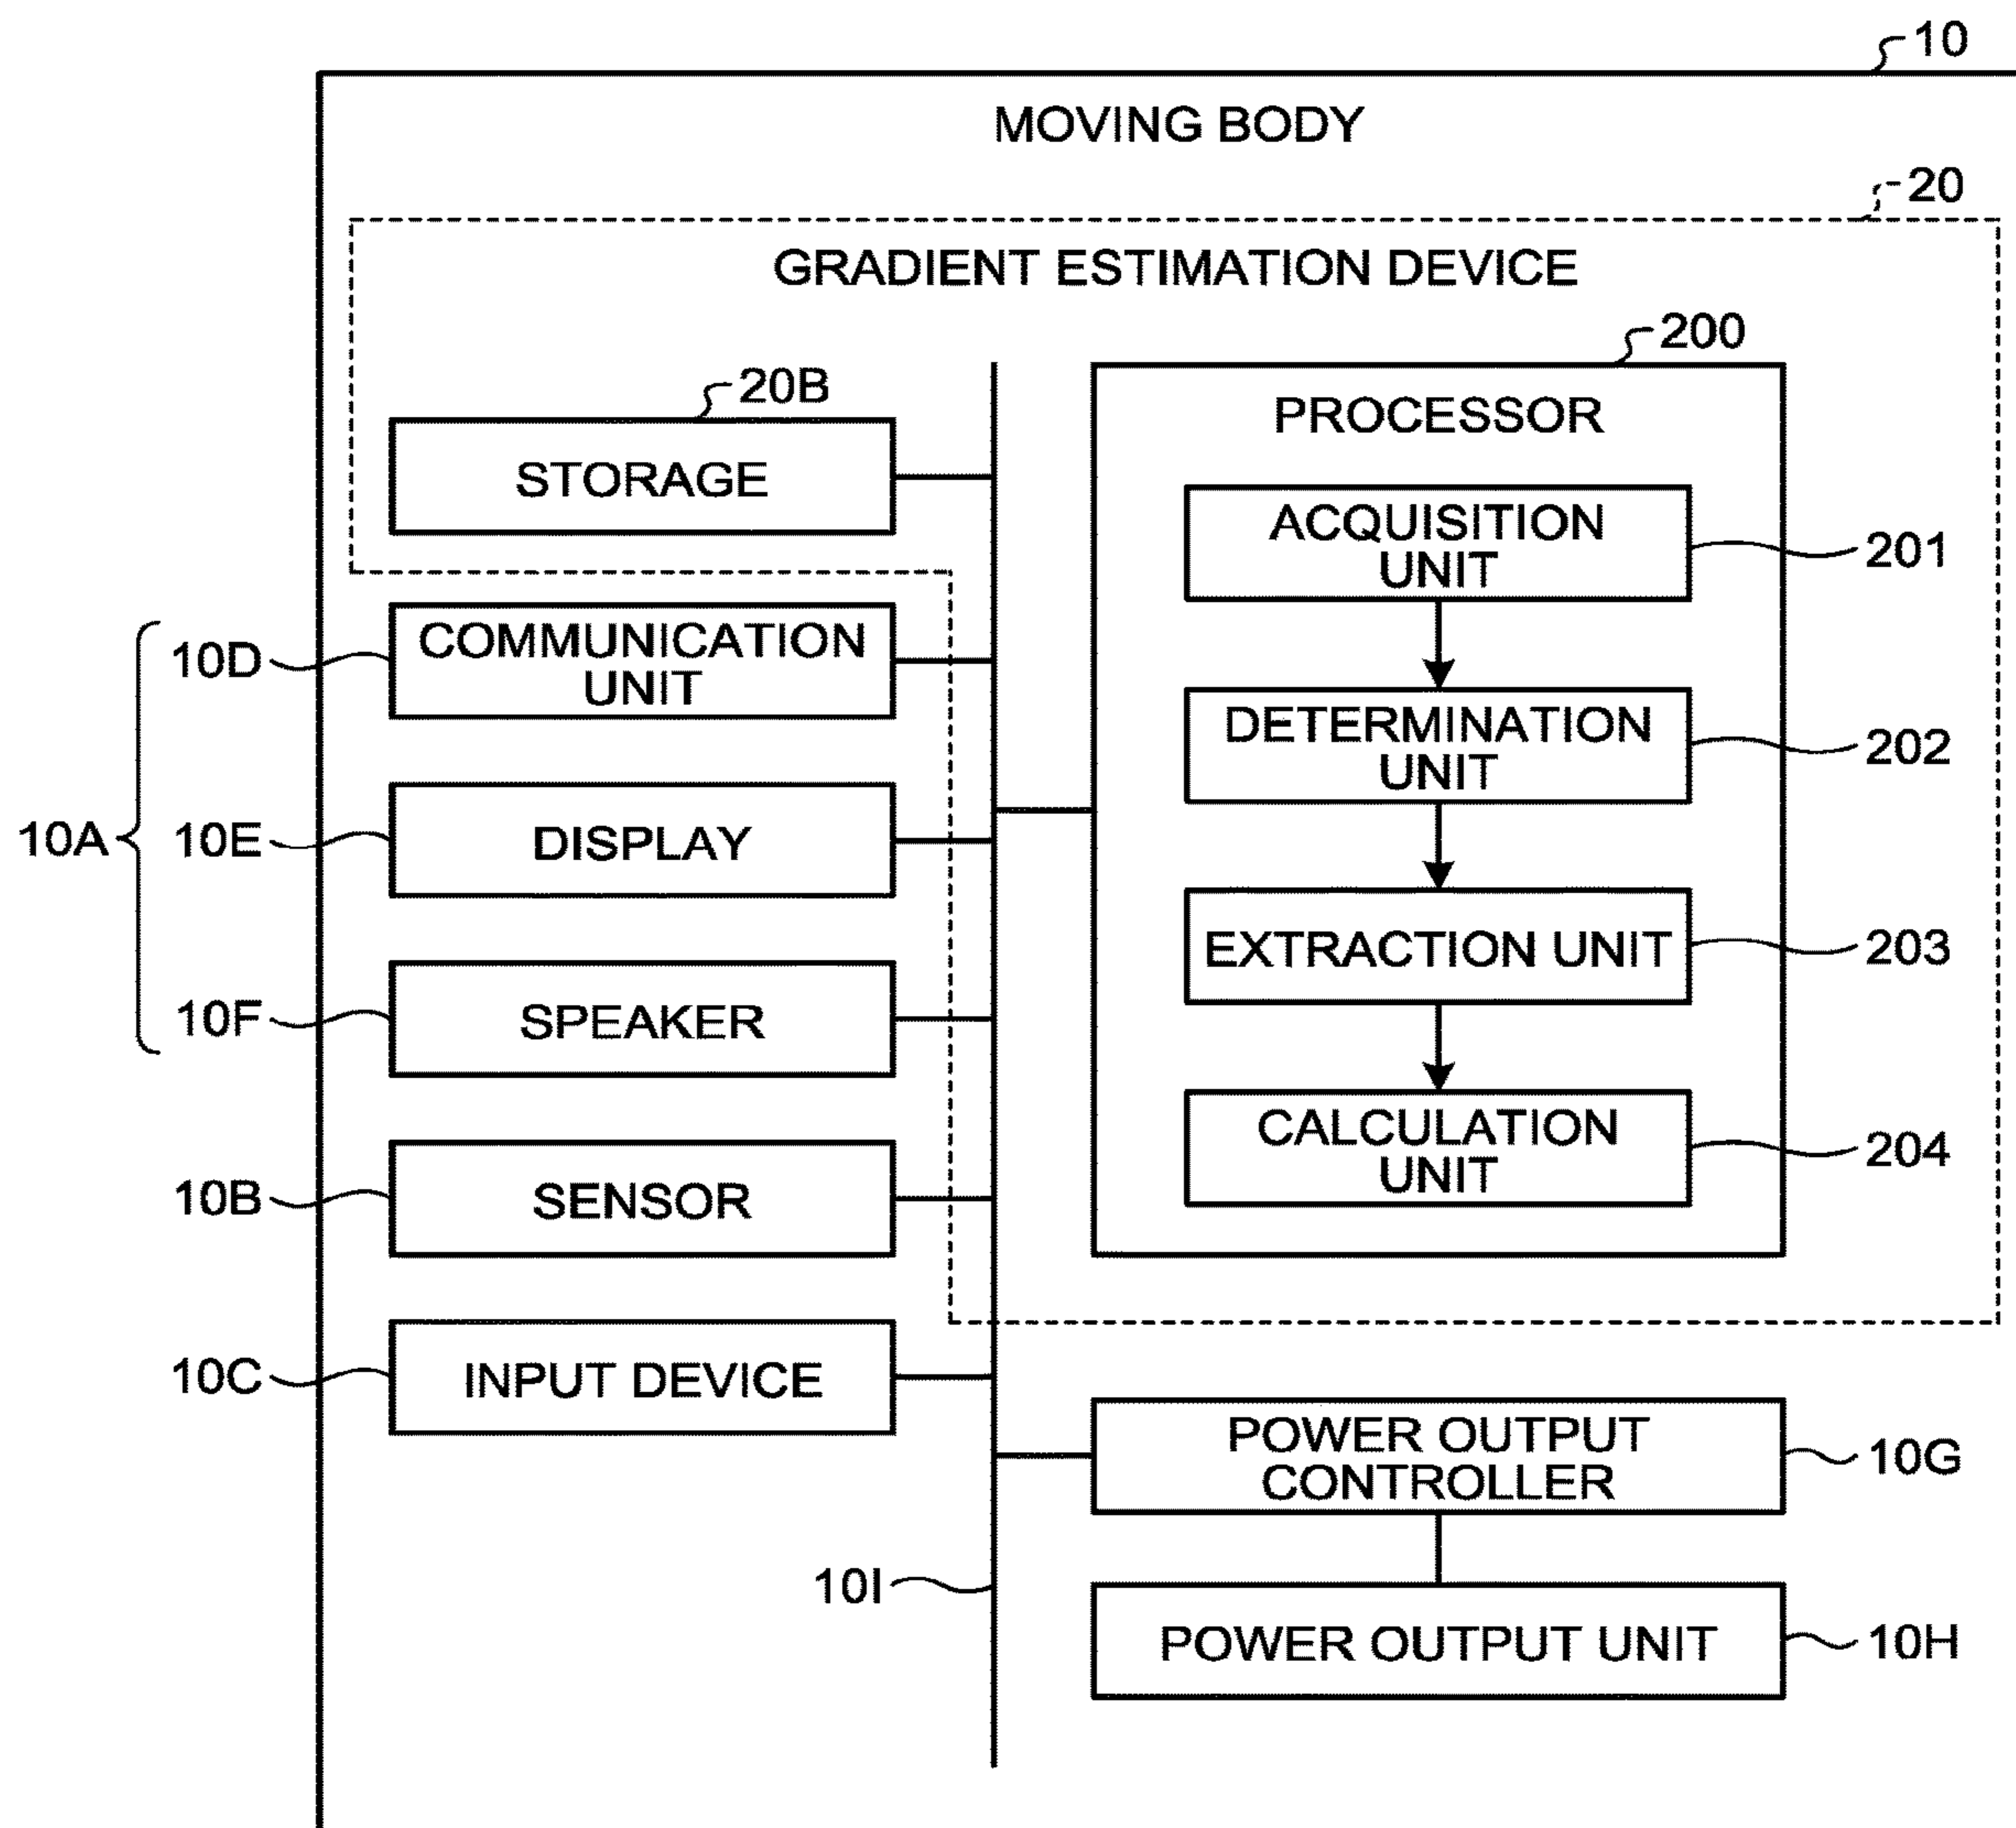 10
MOVING BODY
20
GRADIENT ESTIMATION DEVICE
200
20B
PROCESSOR
STORAGE
ACQUISITION
UNIT
201
10A
10D
COMMUNICATION
UNIT
DETERMINATION
UNIT
202
10E
DISPLAY
EXTRACTION UNIT
203
10F
SPEAKER
CALCULATION
UNIT
204
10B
SENSOR
10C
INPUT DEVICE
POWER OUTPUT
CONTROLLER
10G
10I
POWER OUTPUT UNIT
10H